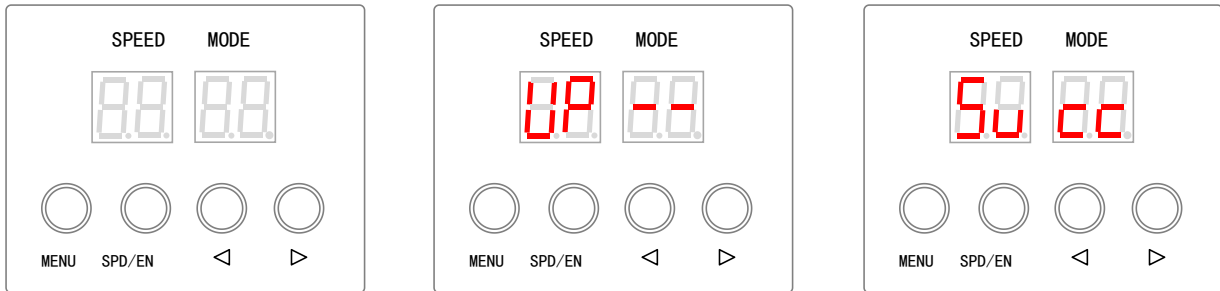 SPEED MODE
MENU SPD/EN ◁ ▷
SPEED MODE
UP --
MENU SPD/EN ◁ ▷
SPEED MODE
Su cc
MENU SPD/EN ◁ ▷